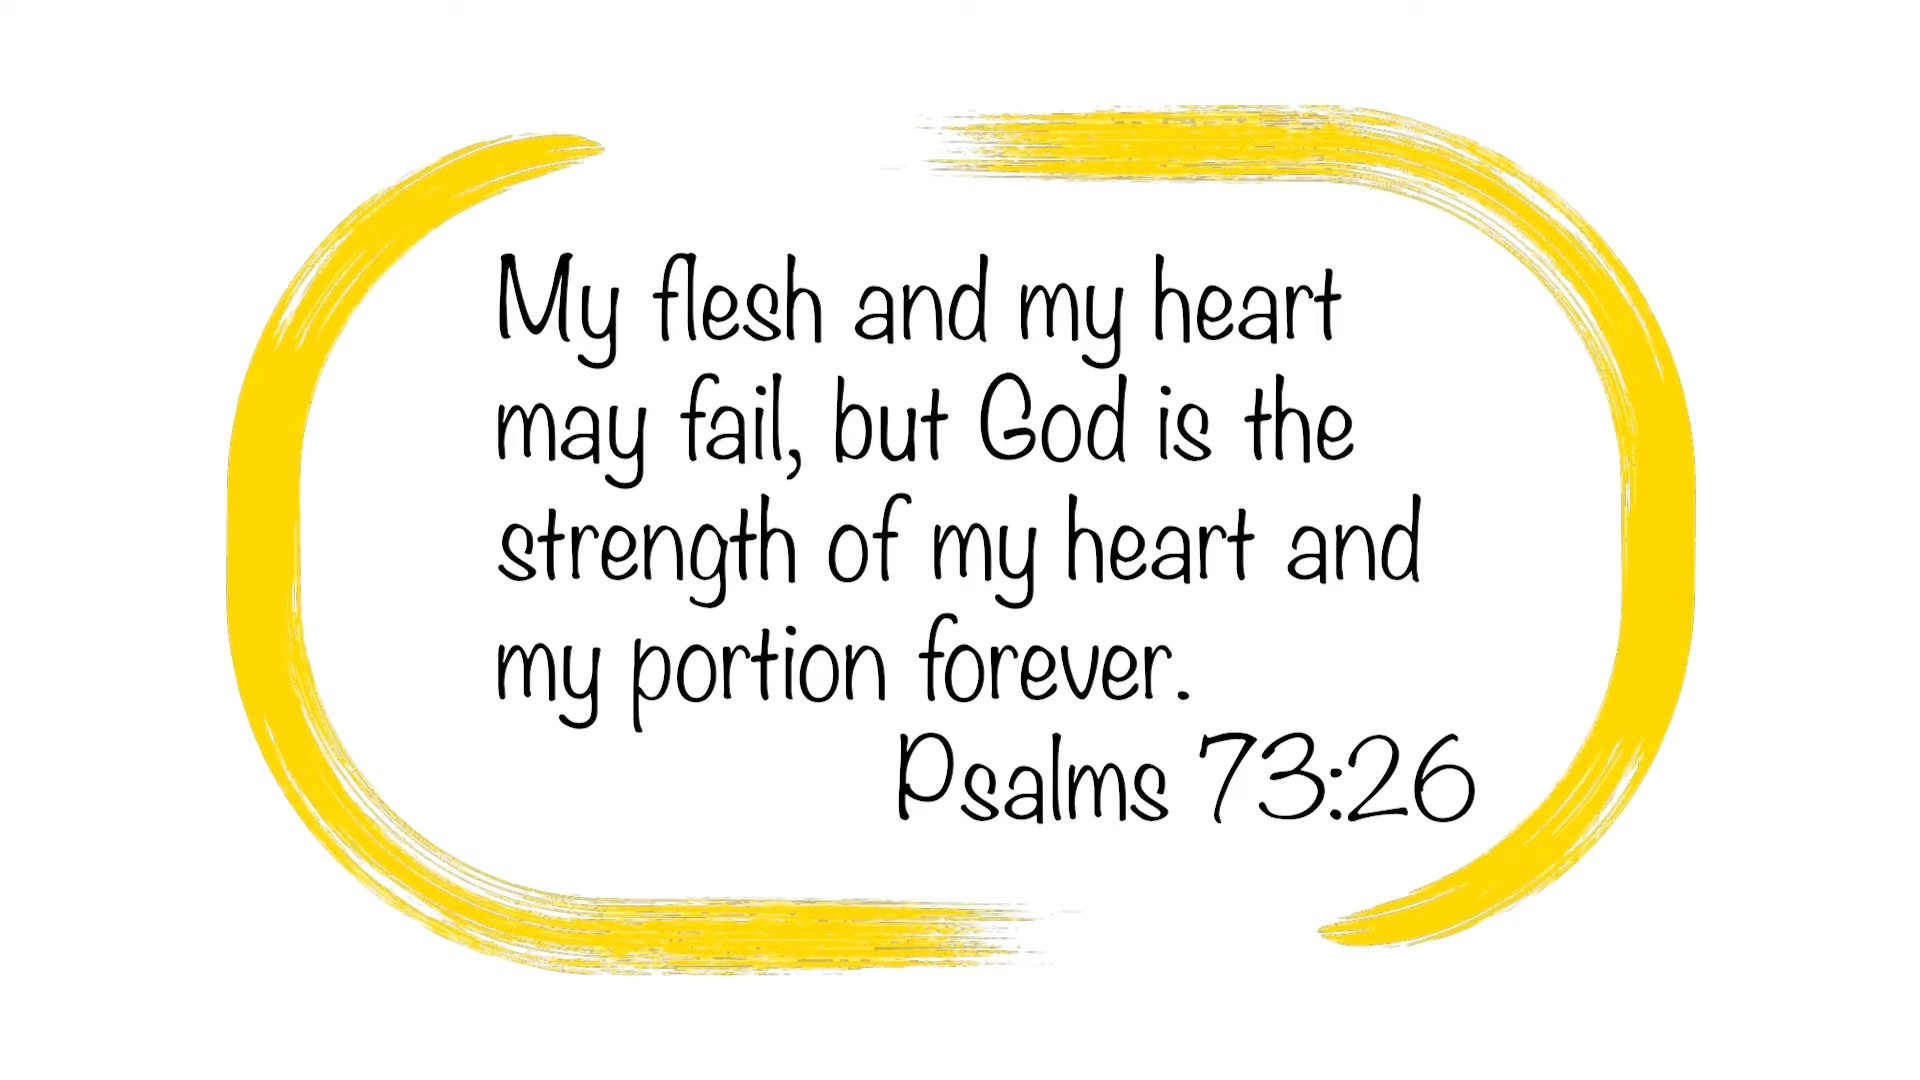 My flesh and my heart
may fail, but God is the
strength of my heart and
my portion forever.
Psalms 73:26